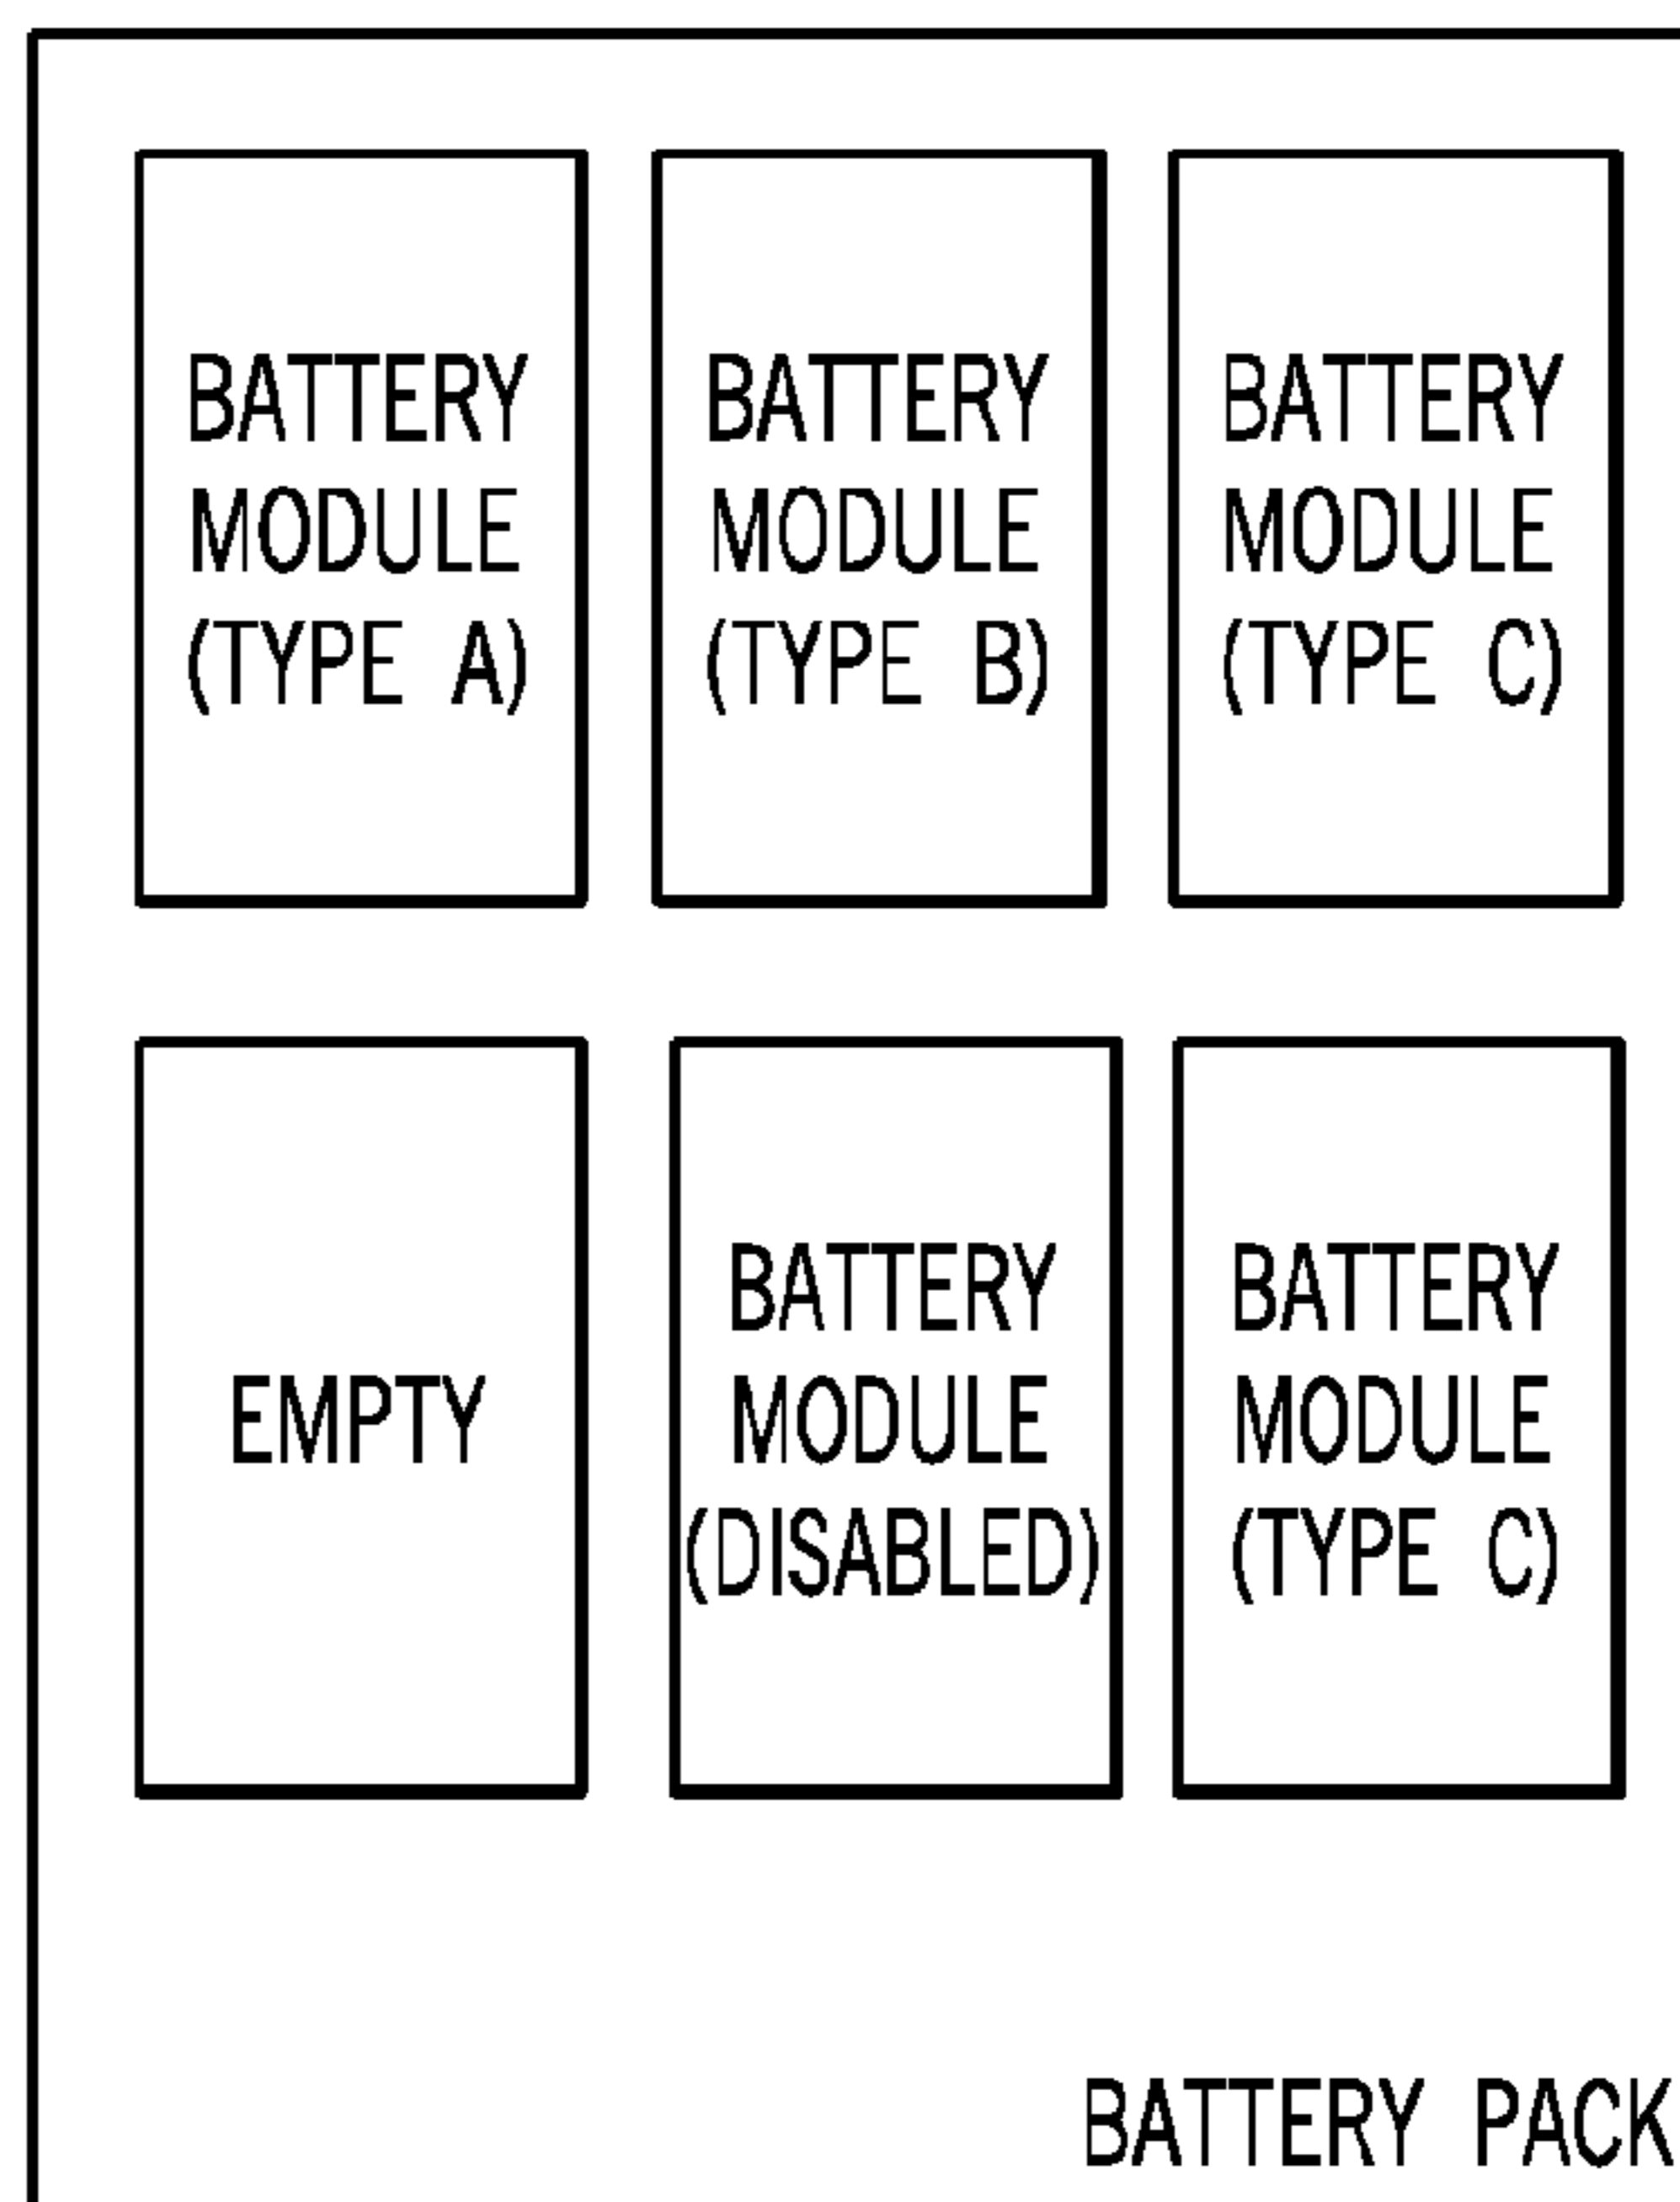 BATTERY
MODULE
(TYPE A)
BATTERY
MODULE
(TYPE B)
BATTERY
MODULE
(TYPE C)
EMPTY
BATTERY
MODULE
(DISABLED)
BATTERY
MODULE
(TYPE C)
BATTERY PACK